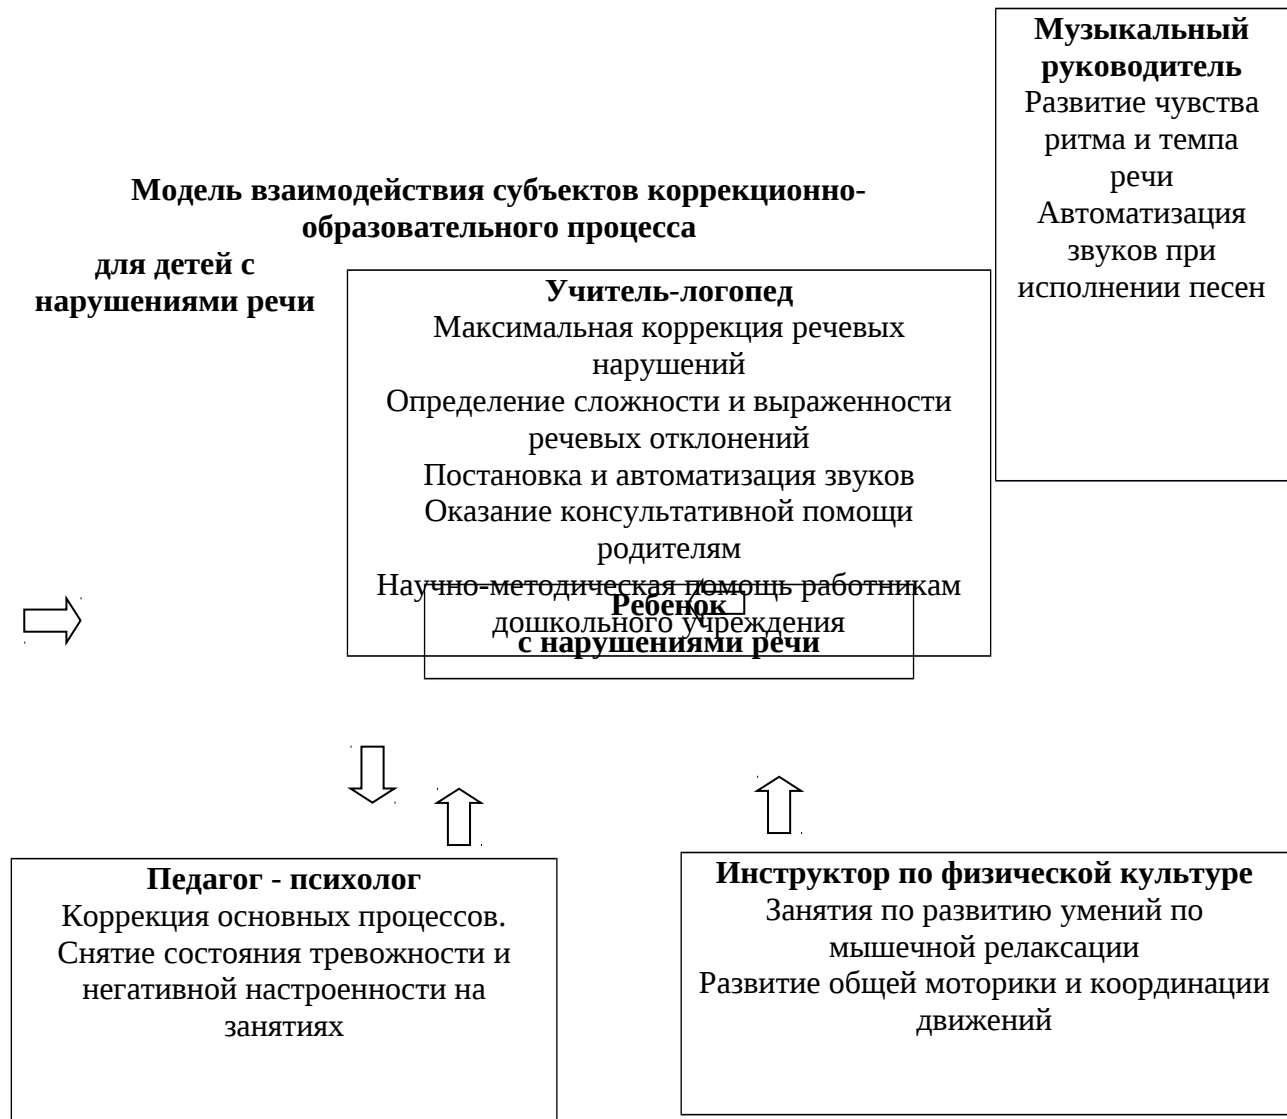 Музыкальный
руководитель
Развитие чувства
ритма и темпа
речи
Автоматизация
звуков при
исполнении песен
Модель взаимодействия субъектов коррекционно-
образовательного процесса
для детей с
нарушениями речи
Учитель-логопед
Максимальная коррекция речевых
нарушений
Определение сложности и выраженности
речевых отклонений
Постановка и автоматизация звуков
Оказание консультативной помощи
родителям
Научно-методическая помощь работникам
дошкольного учреждения
Ребенок
с нарушениями речи
Педагог - психолог
Коррекция основных процессов.
Снятие состояния тревожности и
негативной настроенности на
занятиях
Инструктор по физической культуре
Занятия по развитию умений по
мышечной релаксации
Развитие общей моторики и координации
движений